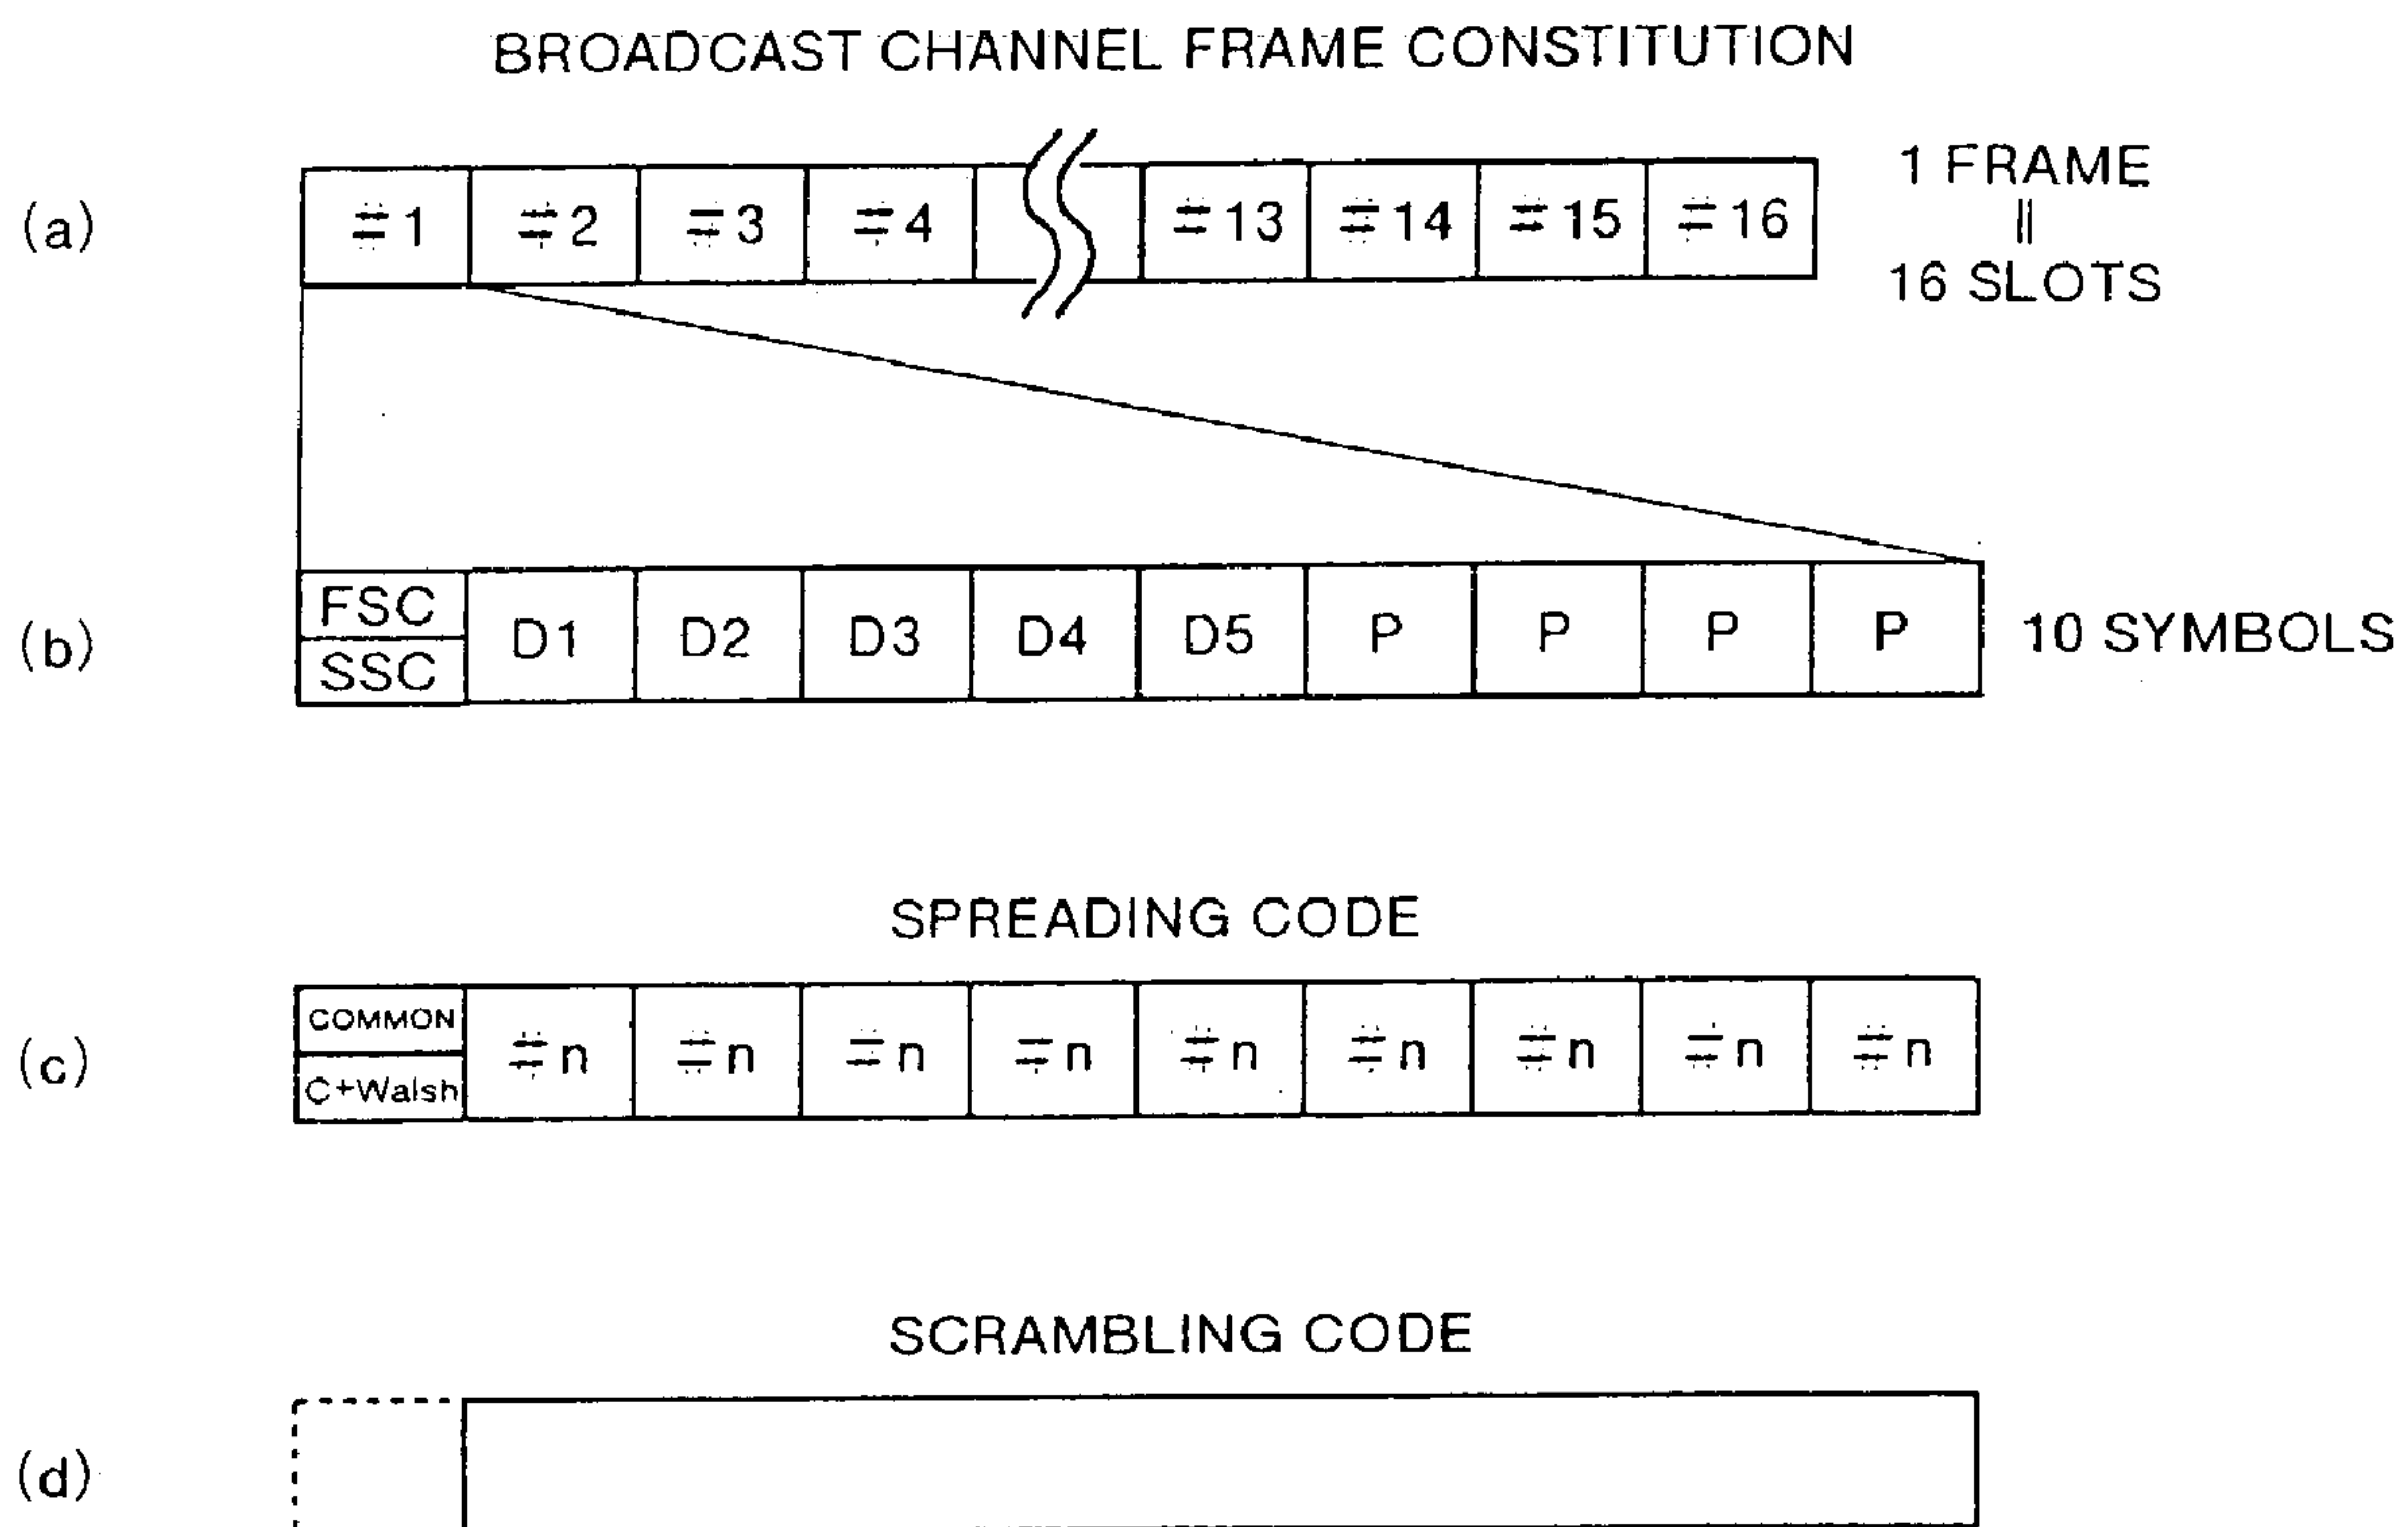 BROADCAST CHANNEL FRAME CONSTITUTION
(a) #1 #2 #3 #4 #13 #14 #15 #16 1 FRAME
=
16 SLOTS
(b) FSC D1 D2 D3 D4 D5 P P P P 10 SYMBOLS
SSC
SPREADING CODE
(c) COMMON #n #n #n #n #n #n #n #n #n
C+Walsh
SCRAMBLING CODE
(d)